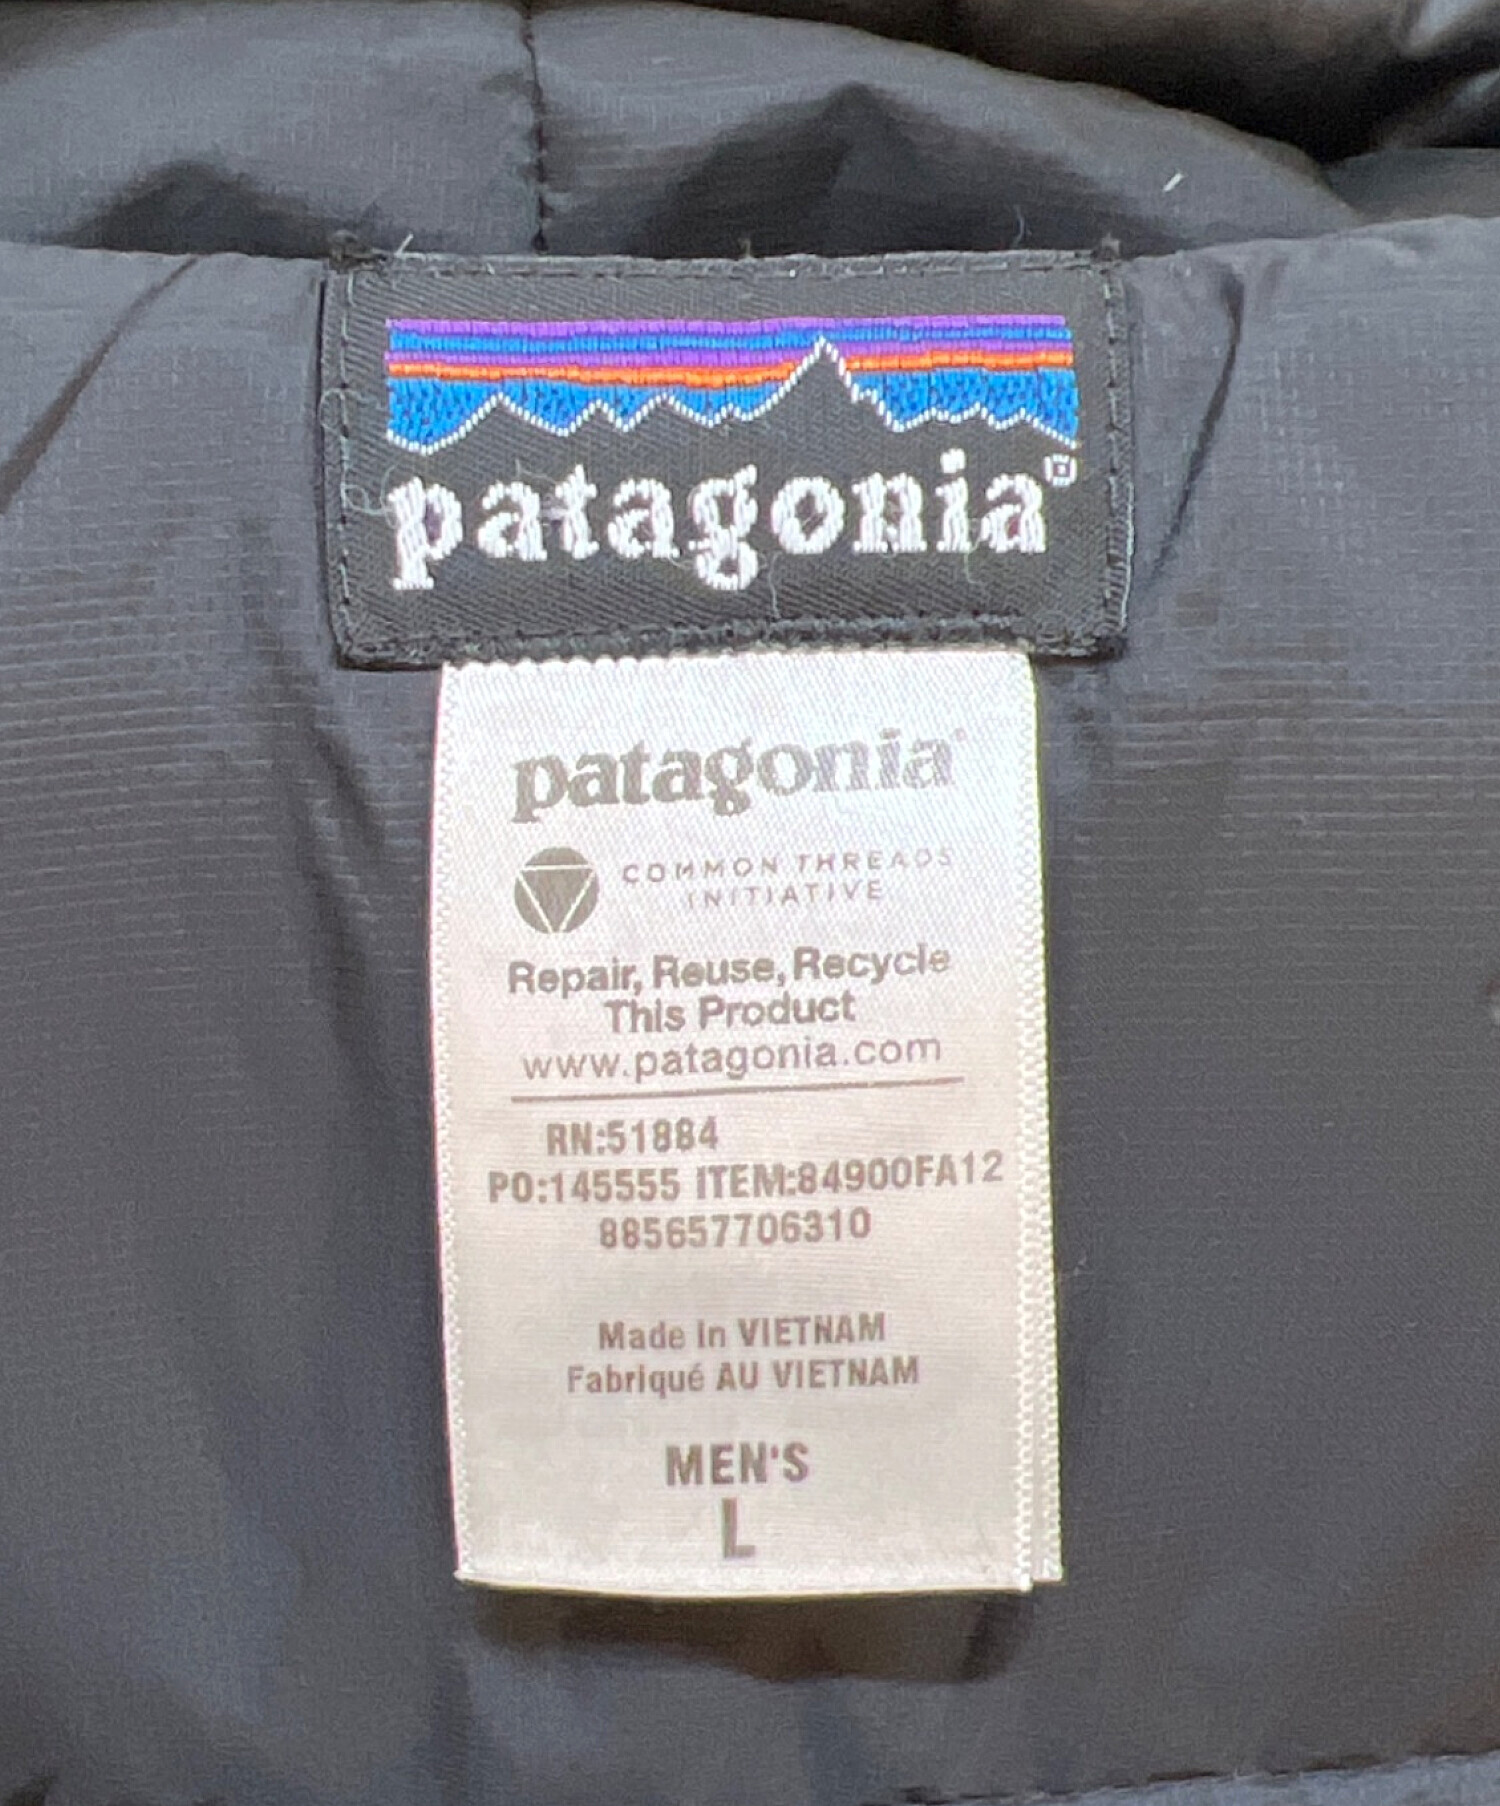 patagonia®
patagonia®
COMMON THREADS
INITIATIVE
Repair, Reuse, Recycle
This Product
www.patagonia.com
RN:51884
PO:145555 ITEM:84900FA12
885657706310
Made in VIETNAM
Fabriqué AU VIETNAM
MEN'S
L